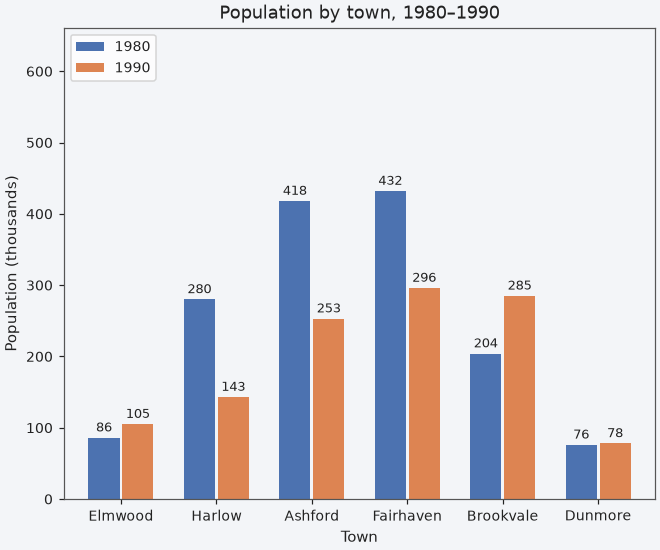 Population by town, 1980–1990
1980
1990
Population (thousands)
600
500
400
300
200
100
0
86
105
280
143
418
253
432
296
204
285
76
78
Elmwood
Harlow
Ashford
Fairhaven
Brookvale
Dunmore
Town